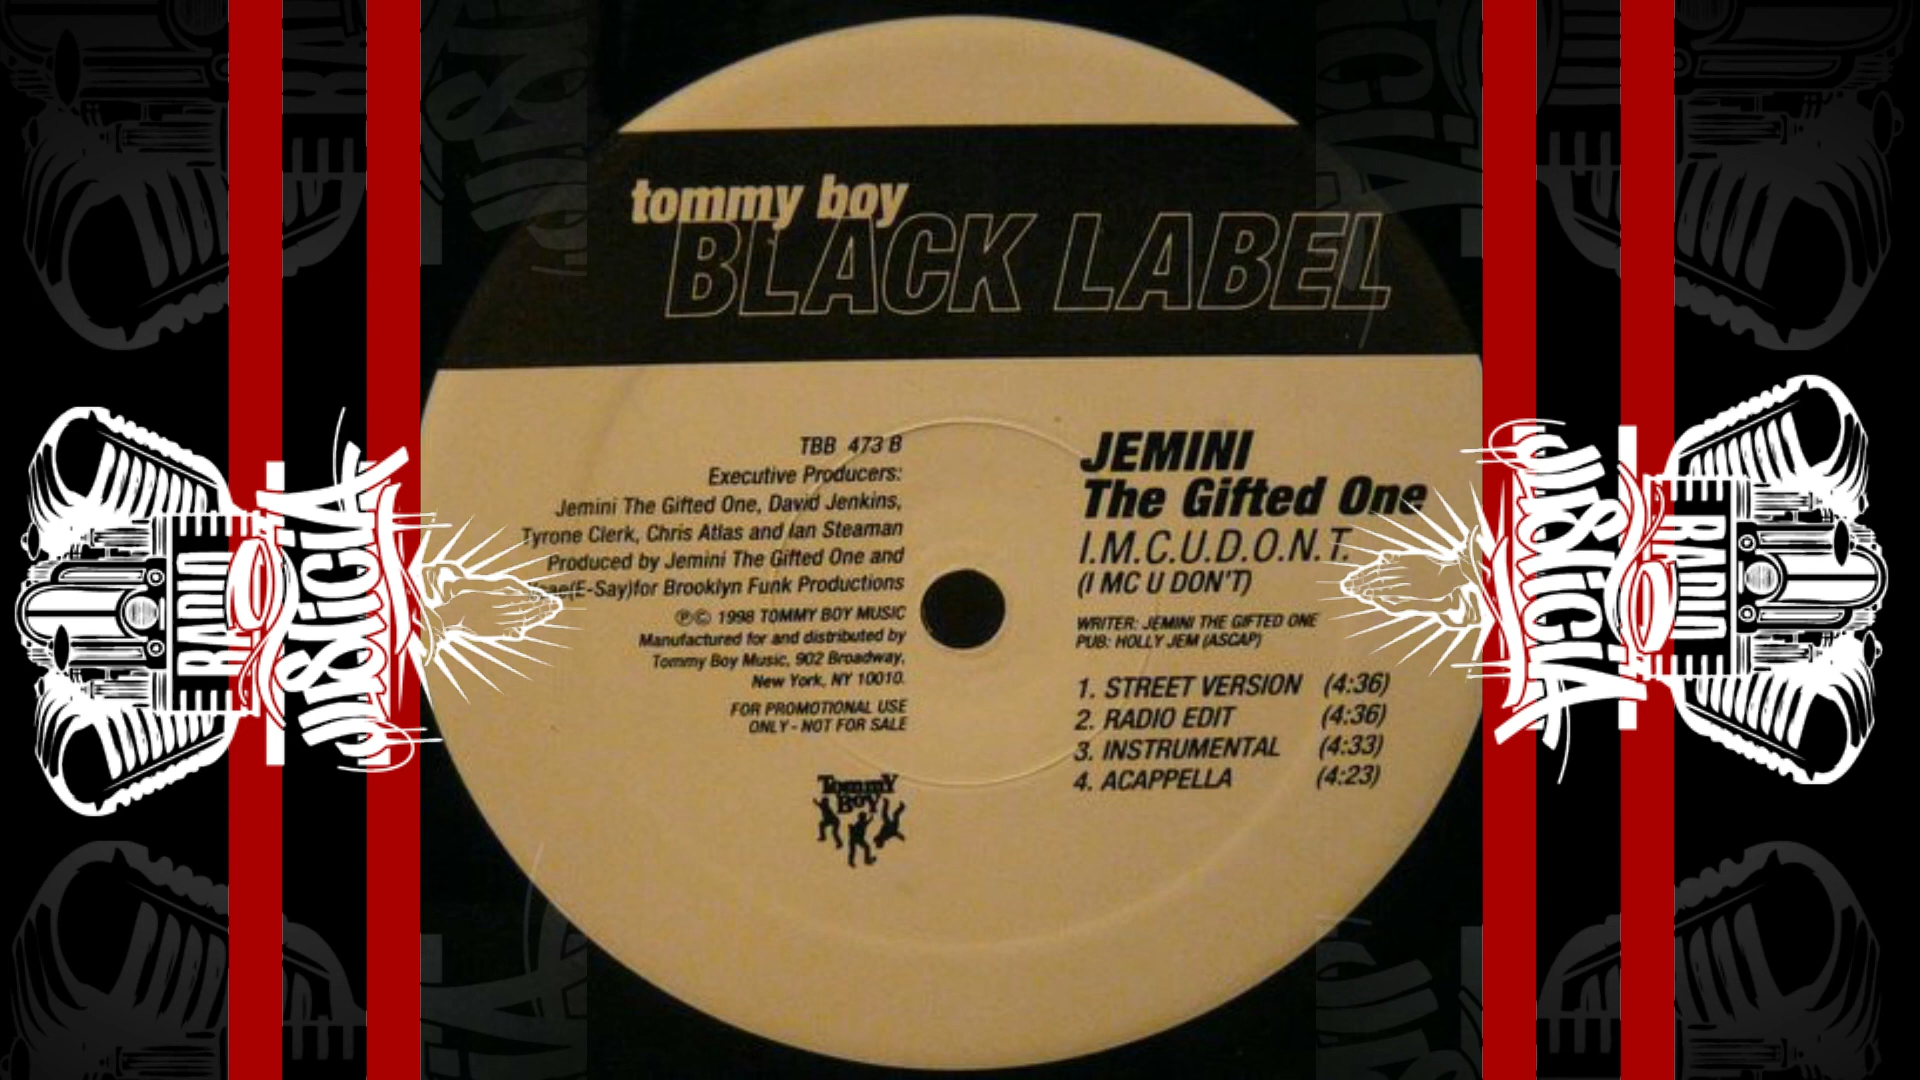 tommy boy
BLACK LABEL
TBB 473 B
Executive Producers:
Jemini The Gifted One, David Jenkins,
Tyrone Clerk, Chris Atlas and Ian Steaman
Produced by Jemini The Gifted One and
(E-Say)for Brooklyn Funk Productions
Ⓟ© 1998 TOMMY BOY MUSIC
Manufactured for and distributed by
Tommy Boy Music, 902 Broadway,
New York, NY 10010.
FOR PROMOTIONAL USE
ONLY - NOT FOR SALE
Tommy
Boy
JEMINI
The Gifted One
I.M.C.U.D.O.N.T.
(I MC U DON'T)
WRITER: JEMINI THE GIFTED ONE
PUB: HOLLY JEM (ASCAP)
1. STREET VERSION (4:36)
2. RADIO EDIT (4:36)
3. INSTRUMENTAL (4:33)
4. ACAPPELLA (4:23)
RADIO
JUSTICIA
RADIO
JUSTICIA